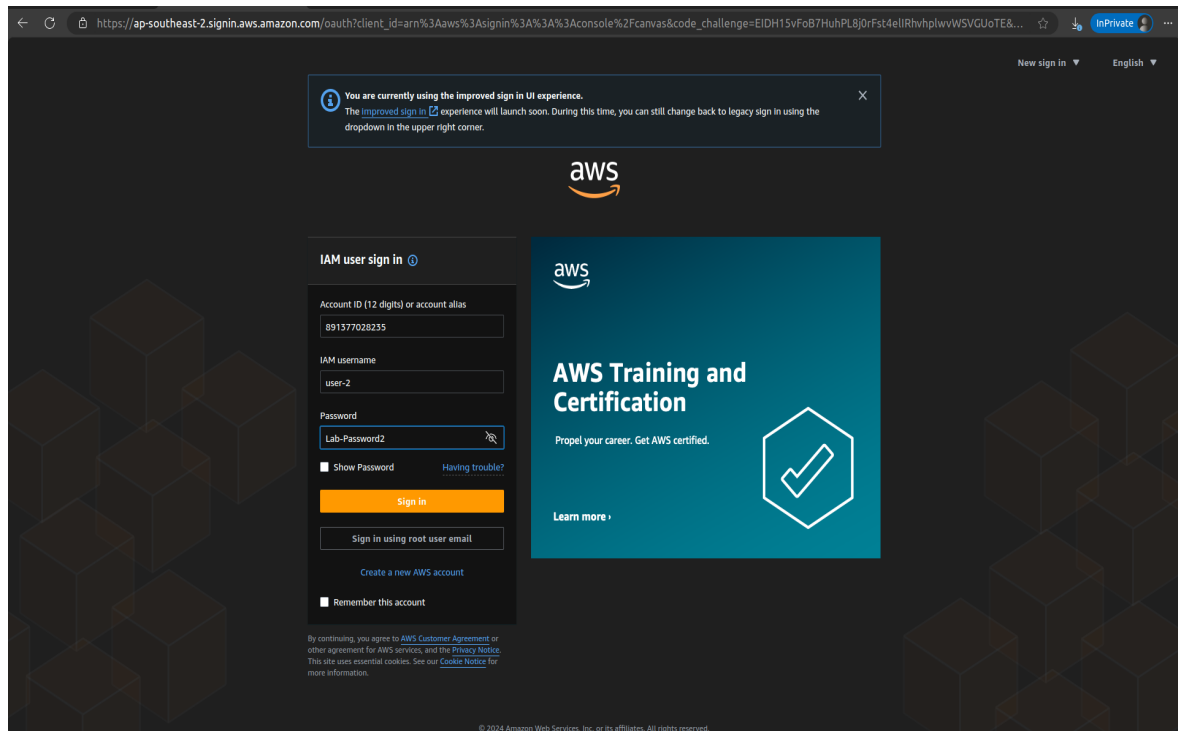 https://ap-southeast-2.signin.aws.amazon.com/oauth?client_id=arn%3Aaws%3Asignin%3A%3A%3Aconsole%2Fcanvas&code_challenge=EIDH15vFoB7HuhPL8j0rFst4elIRhvhplwvWSVGUoTE&...
InPrivate
New sign in ▼
English ▼
You are currently using the improved sign in UI experience.
The improved sign in experience will launch soon. During this time, you can still change back to legacy sign in using the
dropdown in the upper right corner.
aws
IAM user sign in
Account ID (12 digits) or account alias
891377028235
IAM username
user-2
Password
Lab-Password2
Show Password
Having trouble?
Sign in
Sign in using root user email
Create a new AWS account
Remember this account
By continuing, you agree to AWS Customer Agreement or
other agreement for AWS services, and the Privacy Notice.
This site uses essential cookies. See our Cookie Notice for
more information.
aws
AWS Training and
Certification
Propel your career. Get AWS certified.
Learn more ›
© 2024 Amazon Web Services, Inc. or its affiliates. All rights reserved.